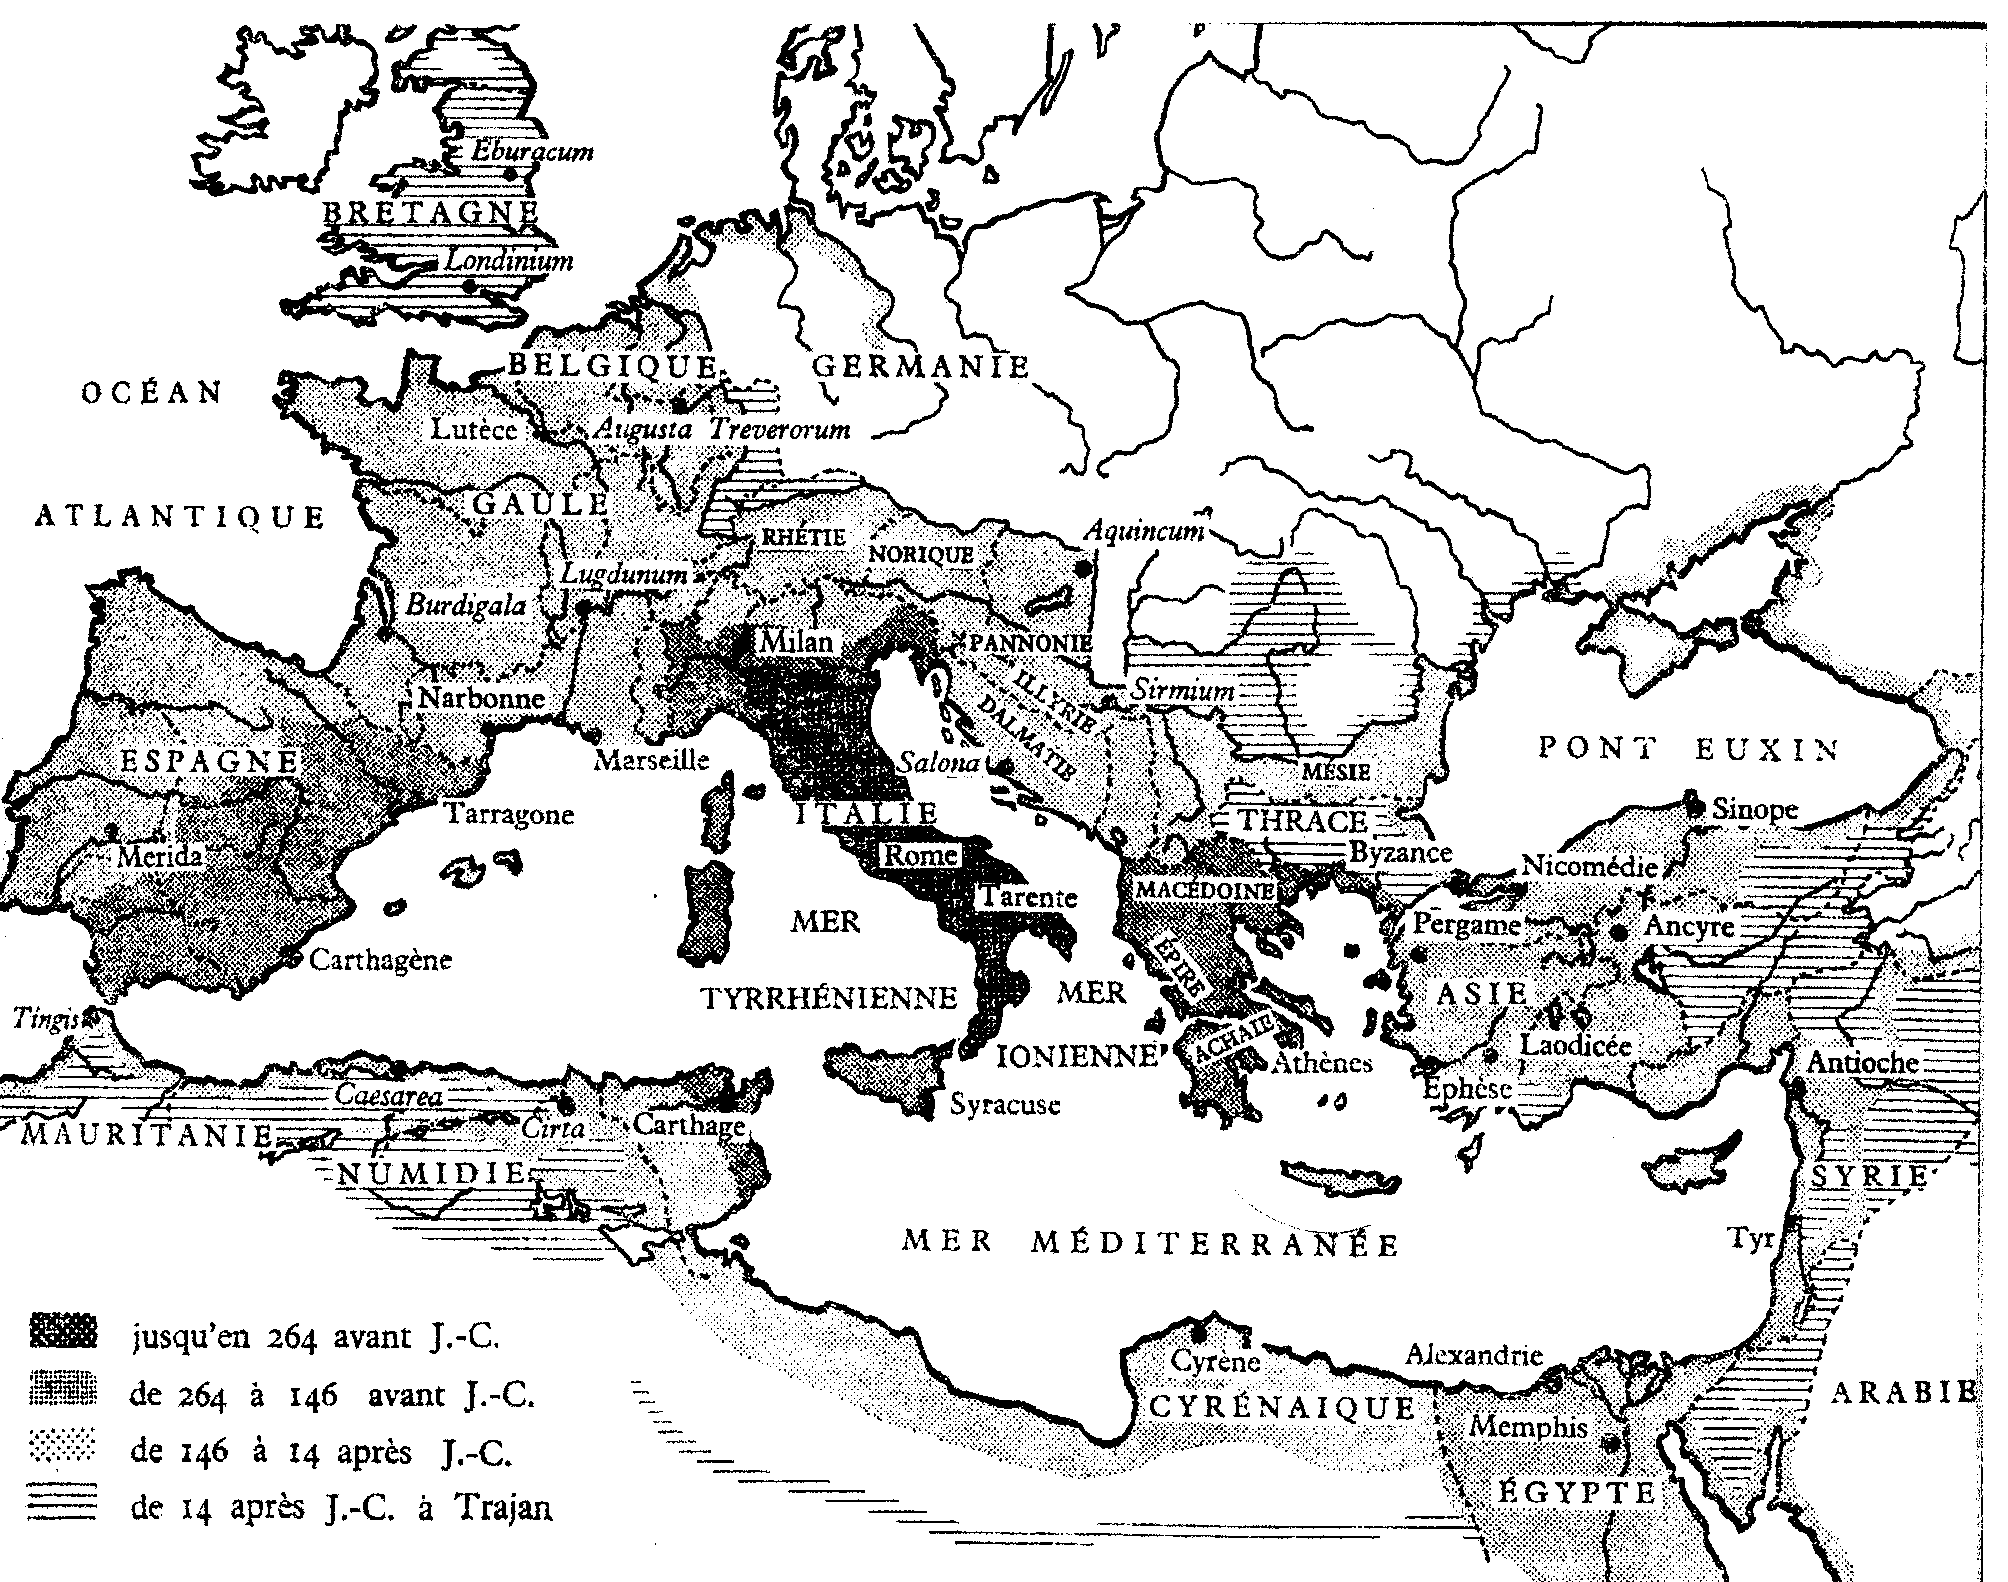 Eburacum
BRETAGNE
Londinium
BELGIQUE
GERMANIE
OCÉAN
Lutèce
Augusta Treverorum
ATLANTIQUE
GAULE
RHÉTIE
NORIQUE
Aquincum
Lugdunum
Burdigala
Milan
PANNONIE
Narbonne
ILLYRIE
Sirmium
DALMATIE
ESPAGNE
Marseille
Salona
MÉSIE
PONT EUXIN
Tarragone
ITALIE
THRACE
Sinope
Merida
Rome
Byzance
Nicomédie
Tarente
MACÉDOINE
MER
Pergame
Ancyre
Carthagène
ÉPIRE
TYRRHÉNIENNE
MER
ASIE
Tingis
IONIENNE
ACHAIE
Athènes
Laodicée
Antioche
Caesarea
Syracuse
Éphèse
MAURITANIE
Cirta
Carthage
NUMIDIE
SYRIE
MER MÉDITERRANÉE
Tyr
jusqu'en 264 avant J.-C.
de 264 à 146 avant J.-C.
de 146 à 14 après J.-C.
de 14 après J.-C. à Trajan
Cyrène
Alexandrie
CYRÉNAIQUE
ARABIE
Memphis
ÉGYPTE